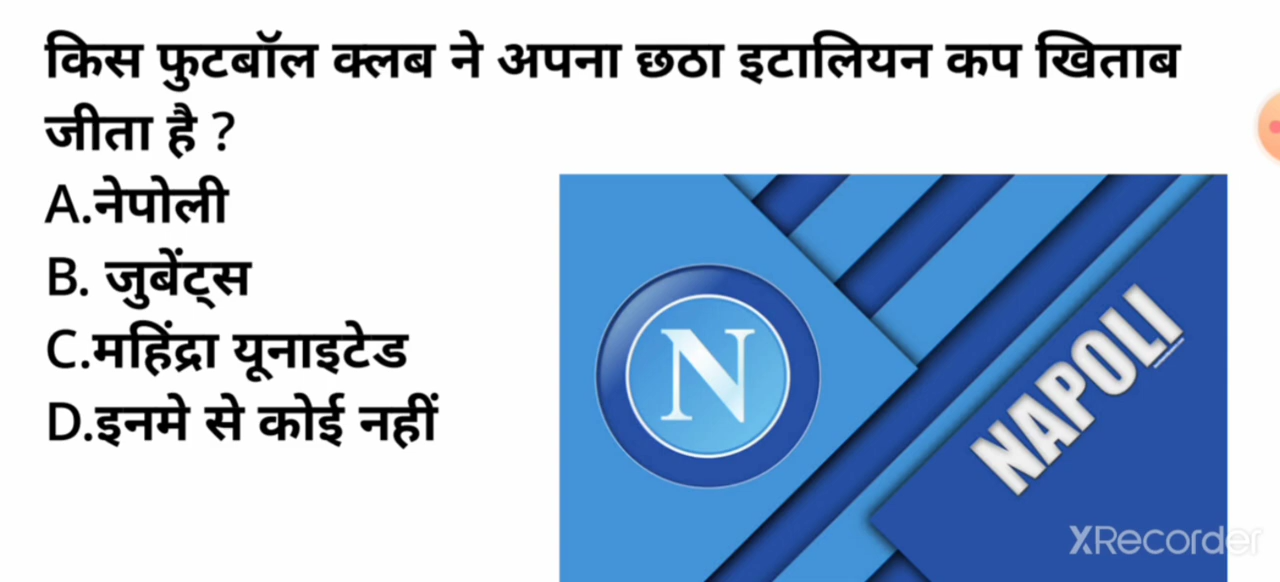 किस फुटबॉल क्लब ने अपना छठा इटालियन कप खिताब
जीता है ?
A.नेपोली
B. जुबेंट्स
C.महिंद्रा यूनाइटेड
D.इनमे से कोई नहीं
N
NAPOLI
XRecorder